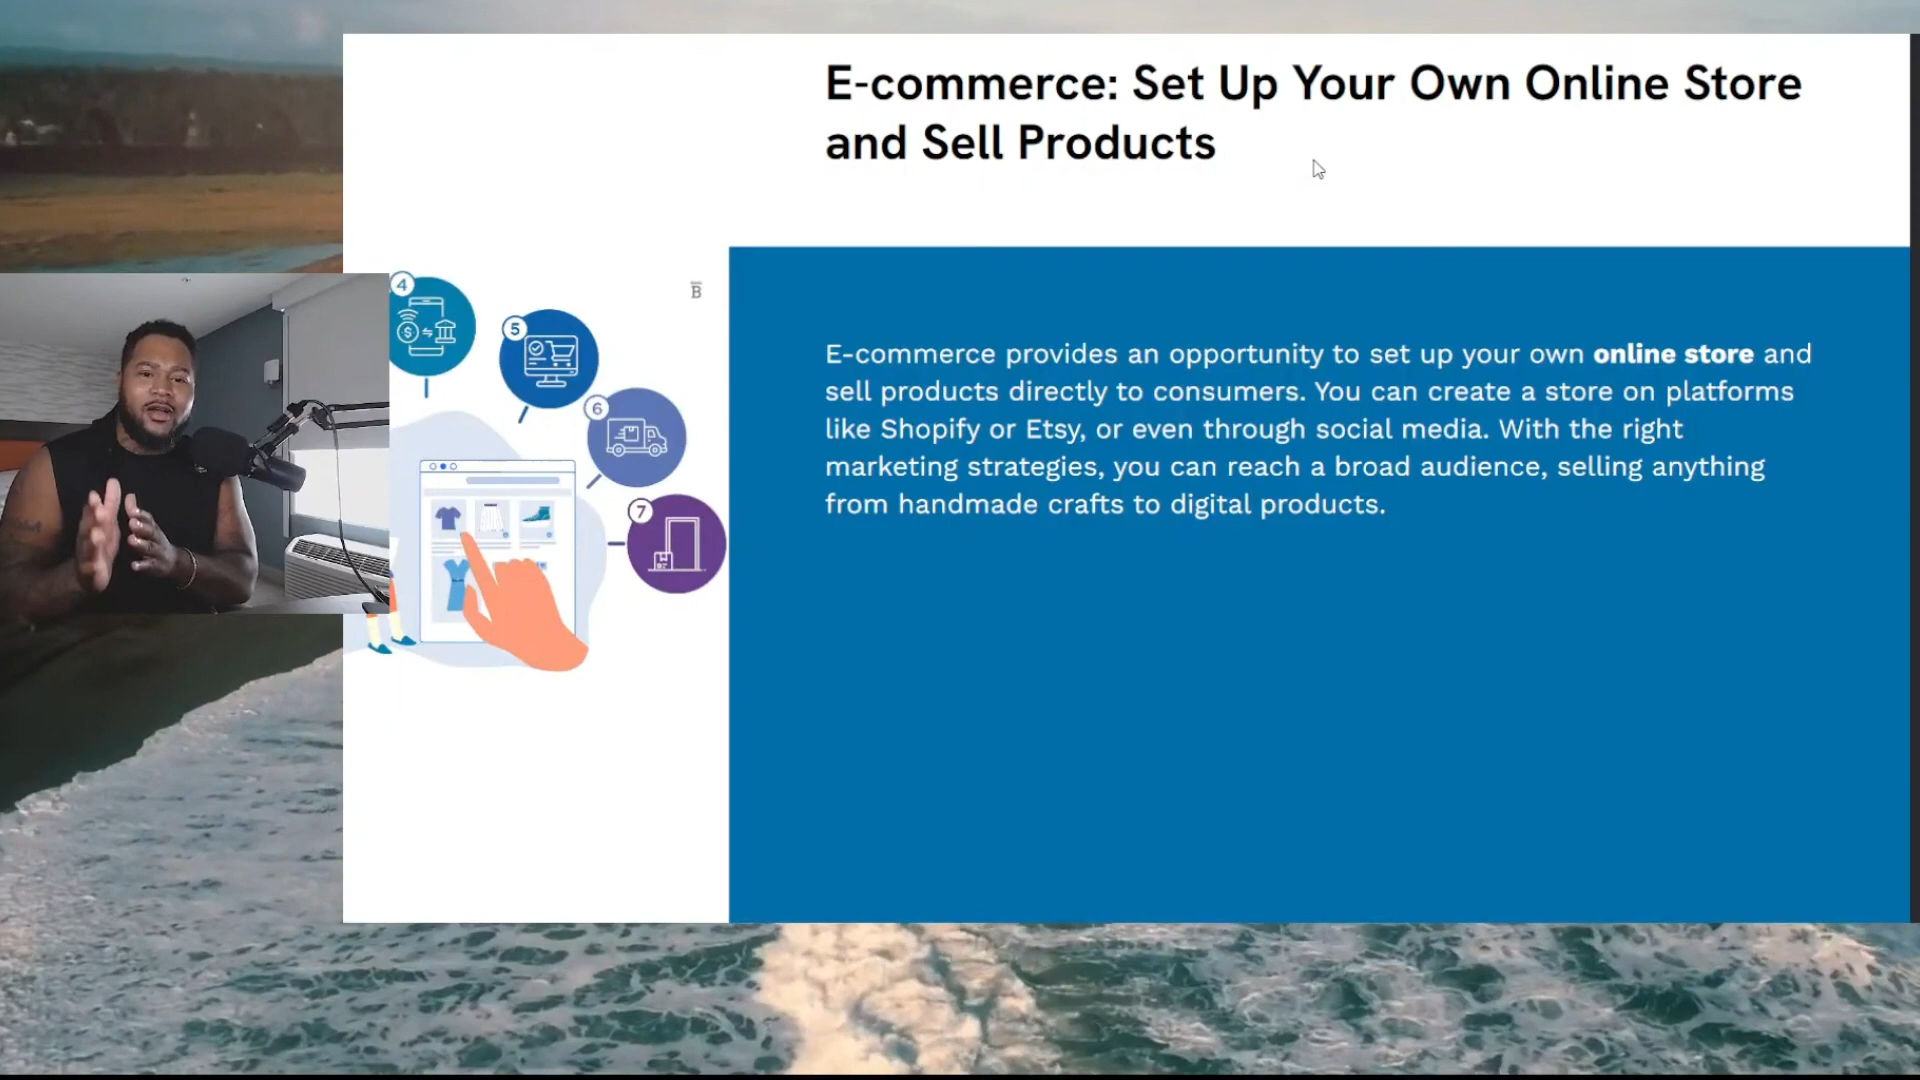 E-commerce: Set Up Your Own Online Store
and Sell Products
4
B
5
6
7
E-commerce provides an opportunity to set up your own online store and
sell products directly to consumers. You can create a store on platforms
like Shopify or Etsy, or even through social media. With the right
marketing strategies, you can reach a broad audience, selling anything
from handmade crafts to digital products.